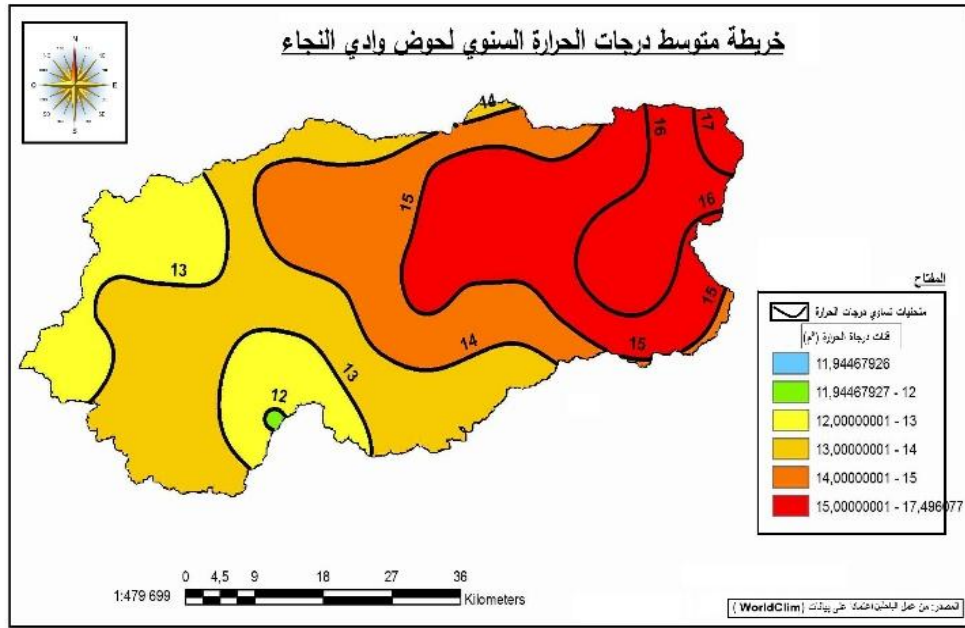 خريطة متوسط درجات الحرارة السنوي لحوض وادي النجاء
N
O
E
S
14
16
17
15
16
13
15
14
15
13
12
المفتاح
منحنيات تساوي درجات الحرارة
فئات درجاة الحرارة (°م)
11,94467926
11,94467927 - 12
12,00000001 - 13
13,00000001 - 14
14,00000001 - 15
15,00000001 - 17,496077
1:479 699
0 4,5 9 18 27 36
Kilometers
المصدر: من عمل الباحثين اعتمادا على بيانات (WorldClim)